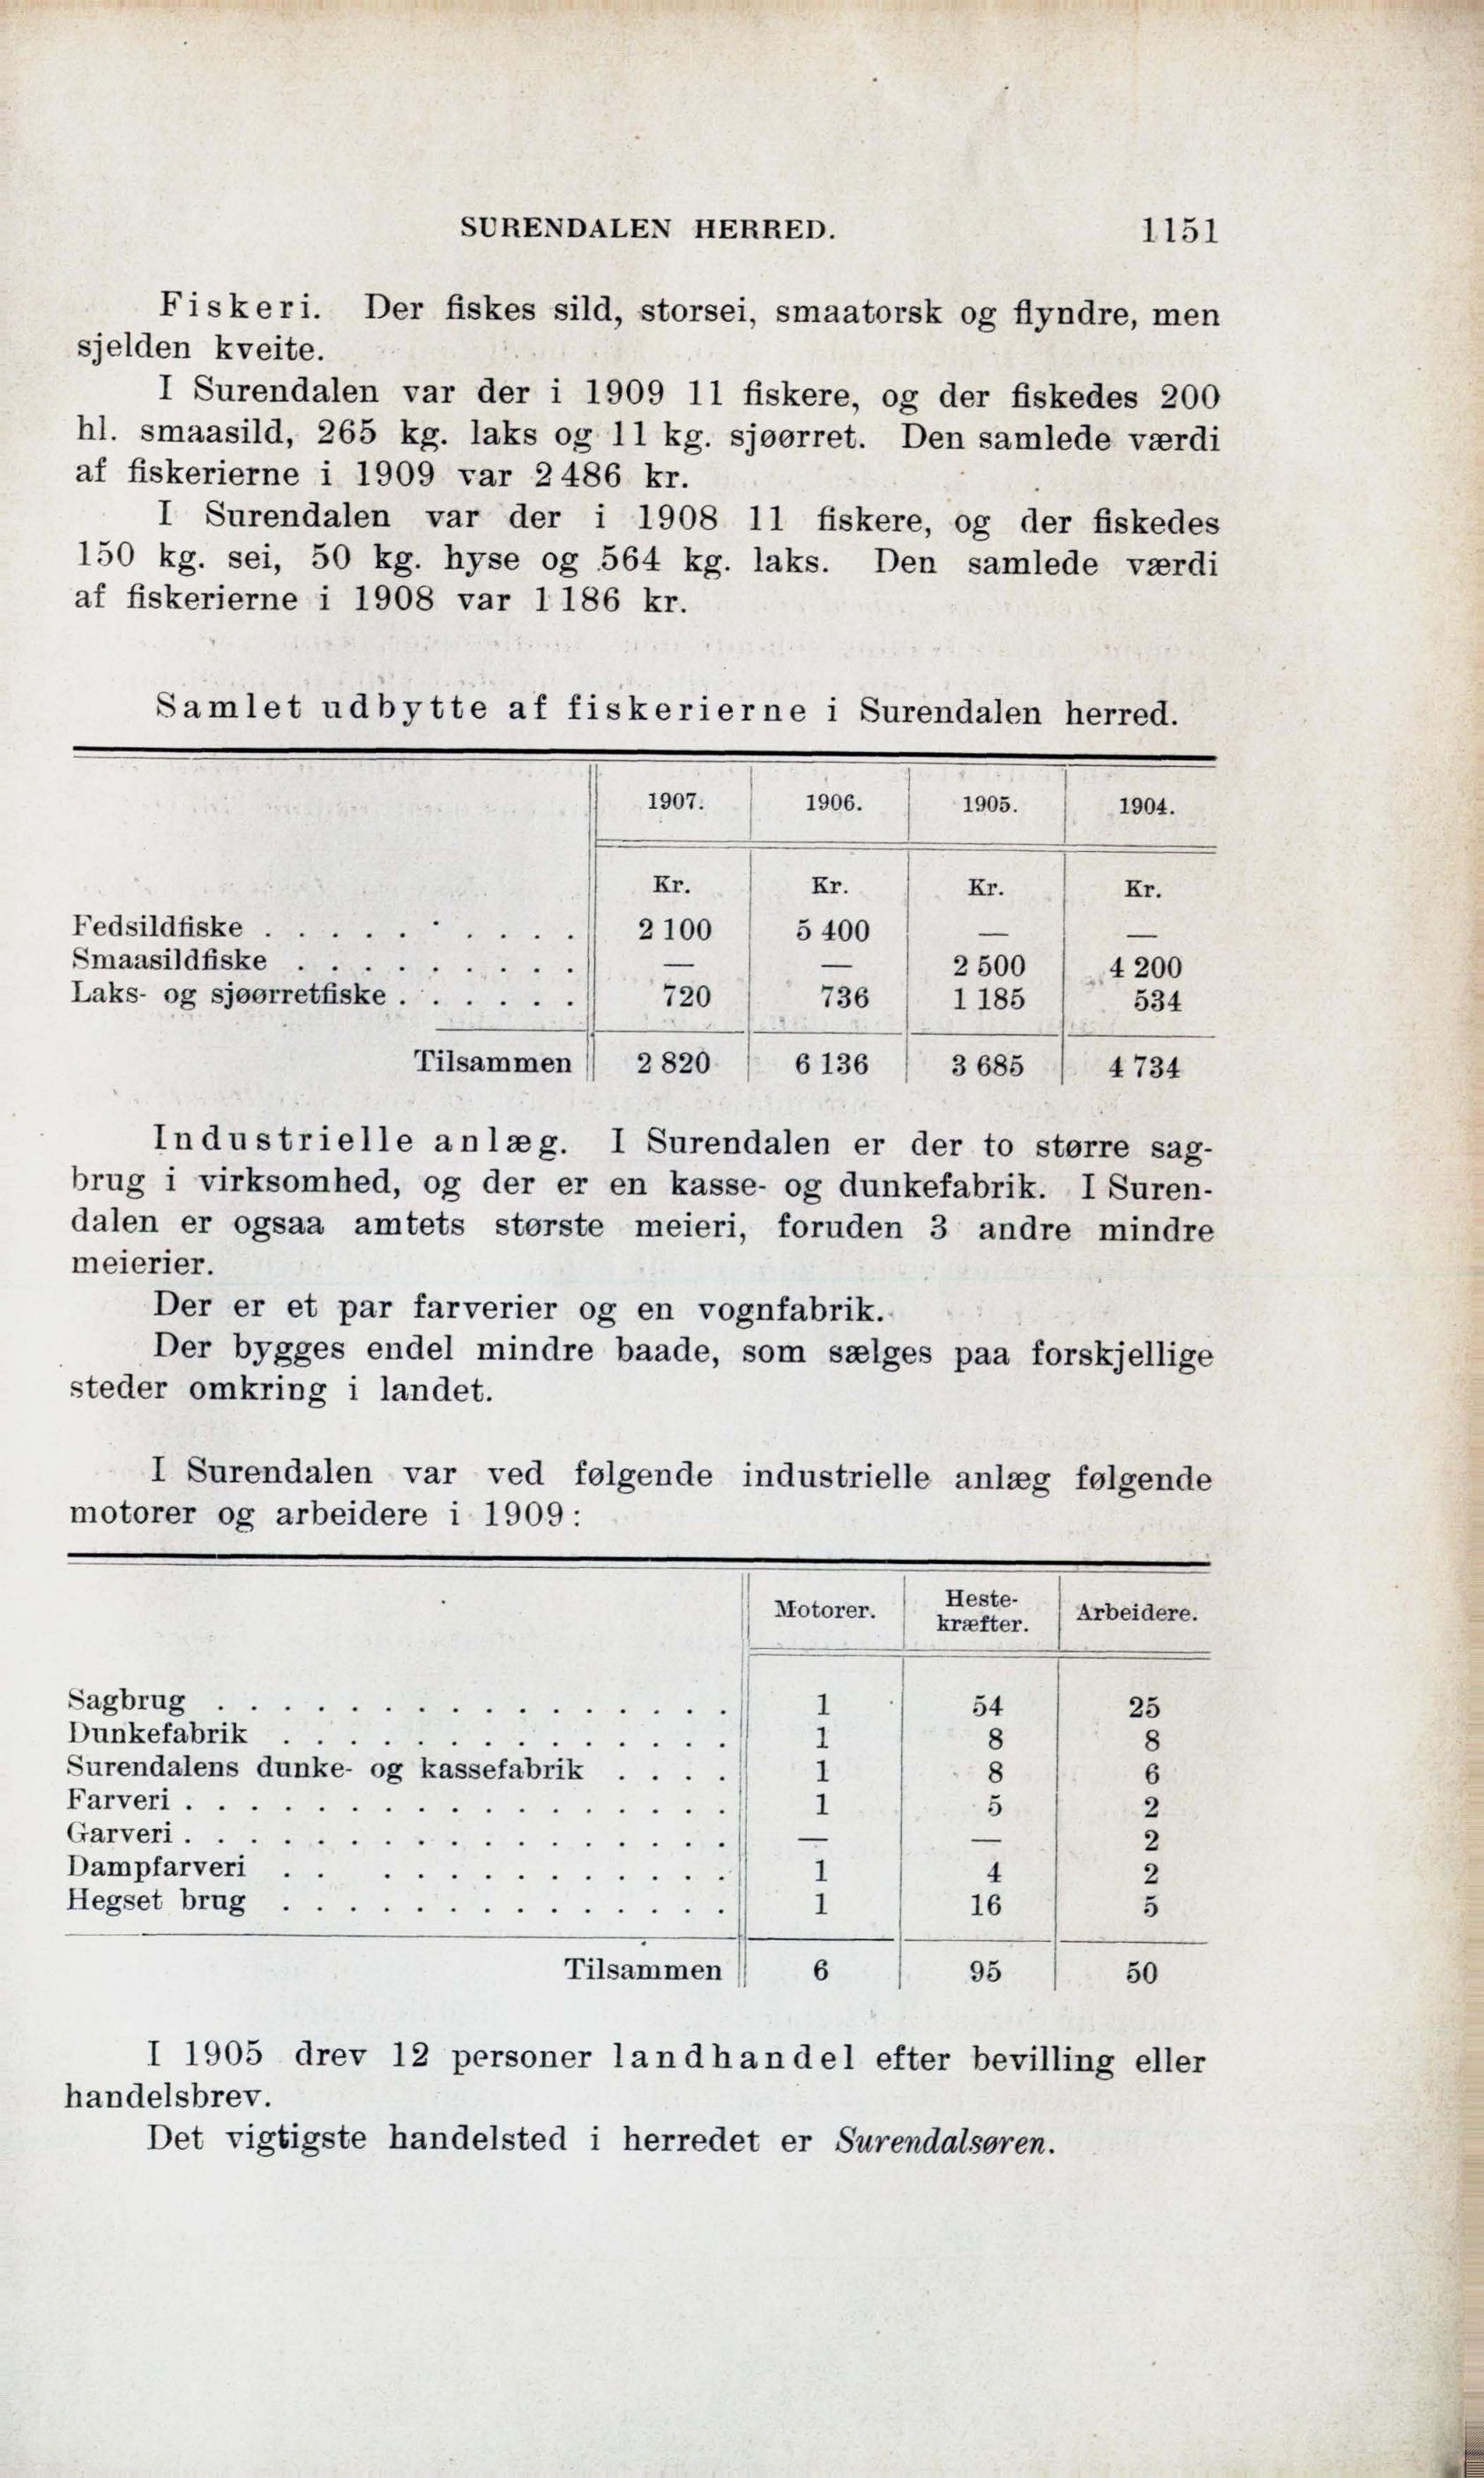 SURENDALEN HERRED. 1151
Fiskeri. Der fiskes sild, storsei, smaatorsk og flyndre, men
sjelden kveite.
I Surendalen var der i 1909 11 fiskere, og der fiskedes 200
hl. smaasild, 265 kg. laks og 11 kg. sjøørret. Den samlede værdi
af fiskerierne i 1909 var 2 486 kr.
I Surendalen var der i 1908 11 fiskere, og der fiskedes
150 kg. sei, 50 kg. hyse og 564 kg. laks. Den samlede værdi
af fiskerierne i 1908 var 1 186 kr.
Samlet udbytte af fiskerierne i Surendalen herred.
1907. 1906. 1905. 1904.
Kr. Kr. Kr. Kr.
Fedsildfiske . . . . . . . . . . 2 100 5 400 — —
Smaasildfiske . . . . . . . . . — — 2 500 4 200
Laks- og sjøørretfiske . . . . . . 720 736 1 185 534
Tilsammen 2 820 6 136 3 685 4 734
Industrielle anlæg. I Surendalen er der to større sag-
brug i virksomhed, og der er en kasse- og dunkefabrik. I Suren-
dalen er ogsaa amtets største meieri, foruden 3 andre mindre
meierier.
Der er et par farverier og en vognfabrik.
Der bygges endel mindre baade, som sælges paa forskjellige
steder omkring i landet.
I Surendalen var ved følgende industrielle anlæg følgende
motorer og arbeidere i 1909:
Motorer. Heste- Arbeidere.
kræfter.
Sagbrug . . . . . . . . . . . . . . . . 1 54 25
Dunkefabrik . . . . . . . . . . . . . . 1 8 8
Surendalens dunke- og kassefabrik . . . . 1 8 6
Farveri . . . . . . . . . . . . . . . . . 1 5 2
Garveri . . . . . . . . . . . . . . . . . — — 2
Dampfarveri . . . . . . . . . . . . . 1 4 2
Hegset brug . . . . . . . . . . . . . . 1 16 5
Tilsammen 6 95 50
I 1905 drev 12 personer landhandel efter bevilling eller
handelsbrev.
Det vigtigste handelsted i herredet er Surendalsøren.